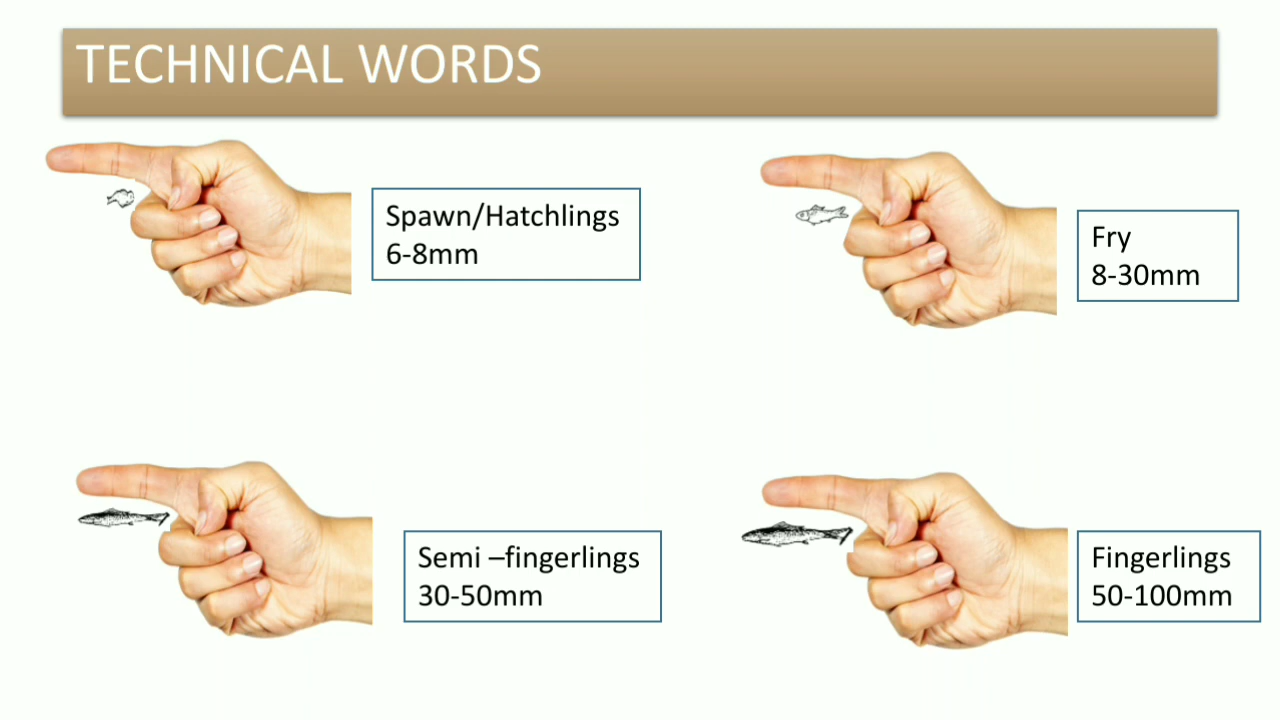 TECHNICAL WORDS
Spawn/Hatchlings
6-8mm
Fry
8-30mm
Semi –fingerlings
30-50mm
Fingerlings
50-100mm